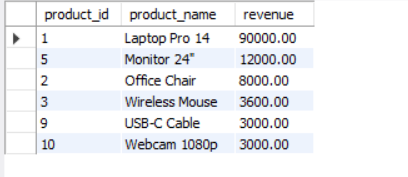 product_id product_name revenue
1 Laptop Pro 14 90000.00
5 Monitor 24" 12000.00
2 Office Chair 8000.00
3 Wireless Mouse 3600.00
9 USB-C Cable 3000.00
10 Webcam 1080p 3000.00